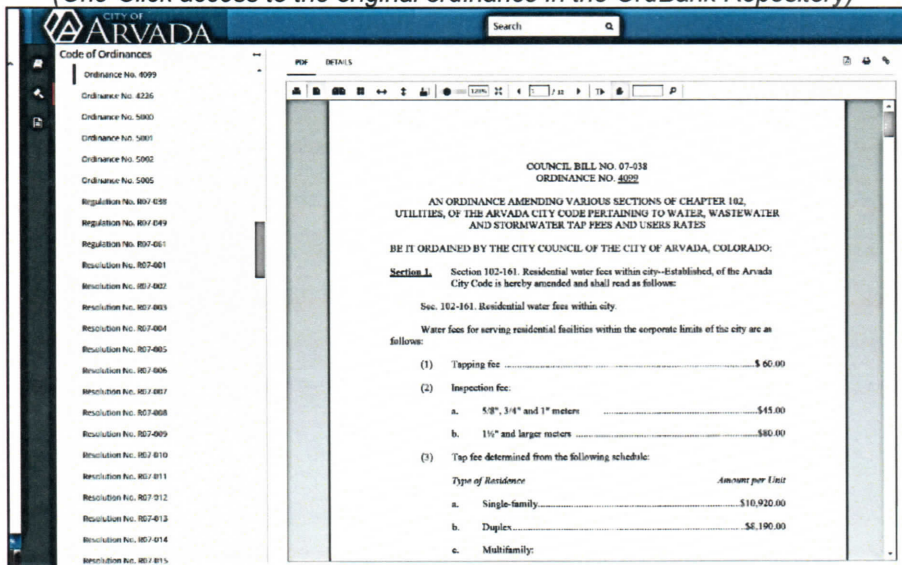 (One-Click access to the original ordinance in the OrdBank Repository)
CITY OF
ARVADA
Search
Code of Ordinances
Ordinance No. 4099
Ordinance No. 4226
Ordinance No. 5000
Ordinance No. 5001
Ordinance No. 5002
Ordinance No. 5005
Regulation No. R07-038
Regulation No. R07-049
Regulation No. R07-061
Resolution No. R07-001
Resolution No. R07-002
Resolution No. R07-003
Resolution No. R07-004
Resolution No. R07-005
Resolution No. R07-006
Resolution No. R07-007
Resolution No. R07-008
Resolution No. R07-009
Resolution No. R07-010
Resolution No. R07-011
Resolution No. R07-012
Resolution No. R07-013
Resolution No. R07-014
Resolution No. R07-015
PDF DETAILS
COUNCIL BILL NO. 07-038
ORDINANCE NO. 4099
AN ORDINANCE AMENDING VARIOUS SECTIONS OF CHAPTER 102,
UTILITIES, OF THE ARVADA CITY CODE PERTAINING TO WATER, WASTEWATER
AND STORMWATER TAP FEES AND USERS RATES
BE IT ORDAINED BY THE CITY COUNCIL OF THE CITY OF ARVADA, COLORADO:
Section 1. Section 102-161. Residential water fees within city--Established, of the Arvada
City Code is hereby amended and shall read as follows:
Sec. 102-161. Residential water fees within city.
Water fees for serving residential facilities within the corporate limits of the city are as
follows:
(1) Tapping fee ........ $ 60.00
(2) Inspection fee:
a. 5/8", 3/4" and 1" meters ........ $45.00
b. 1½" and larger meters ........ $80.00
(3) Tap fee determined from the following schedule:
Type of Residence Amount per Unit
a. Single-family ........ $10,920.00
b. Duplex ........ $8,190.00
c. Multifamily: